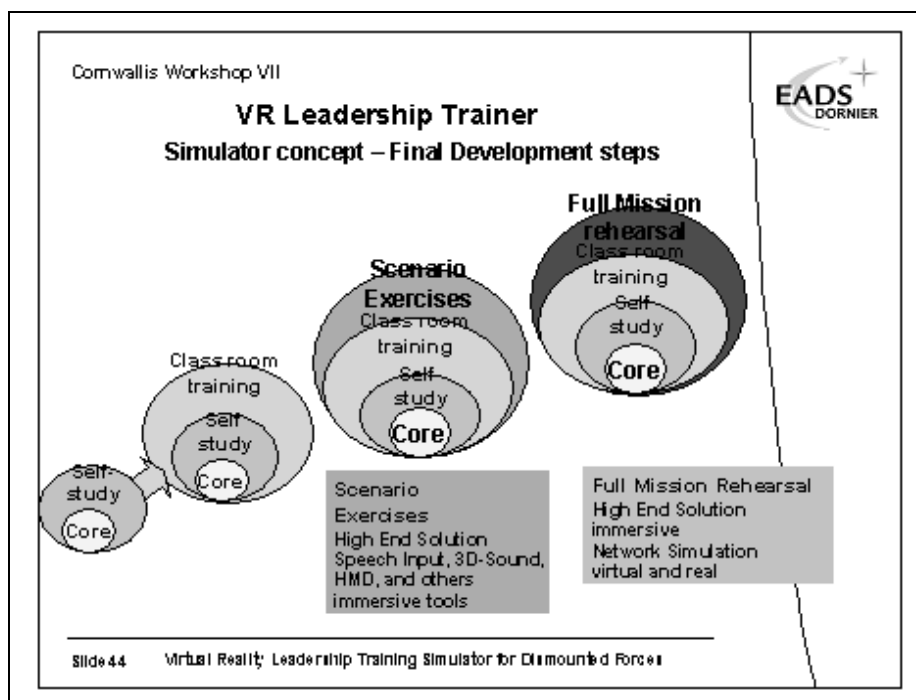 Cornwallis Workshop VII
EADS
DORNIER
VR Leadership Trainer
Simulator concept – Final Development steps
Self-
study
Core
Class room
training
Self
study
Core
Scenario
Exercises
Class room
training
Self
study
Core
Full Mission
rehearsal
Class room
training
Self
study
Core
Scenario
Exercises
High End Solution
Speech Input, 3D-Sound,
HMD, and others
immersive tools
Full Mission Rehearsal
High End Solution
immersive
Network Simulation
virtual and real
Slide 44 Virtual Reality Leadership Training Simulator for Dismounted Forces